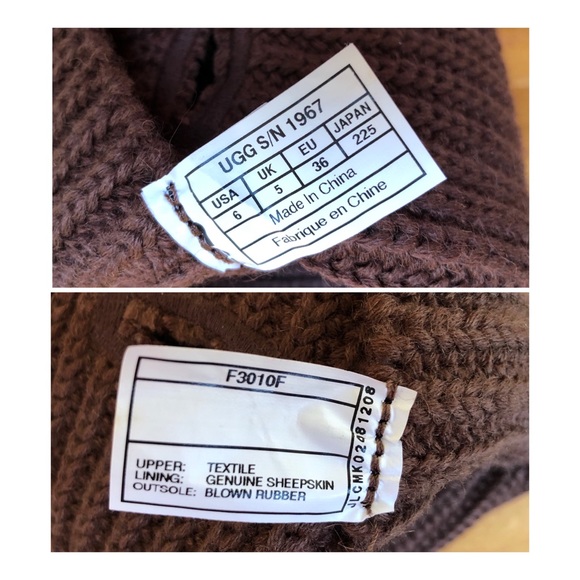 UGG S/N 1967
USA UK EU JAPAN
6 5 36 225
Made In China
Fabrique en Chine
F3010F
UPPER: TEXTILE
LINING: GENUINE SHEEPSKIN
OUTSOLE: BLOWN RUBBER